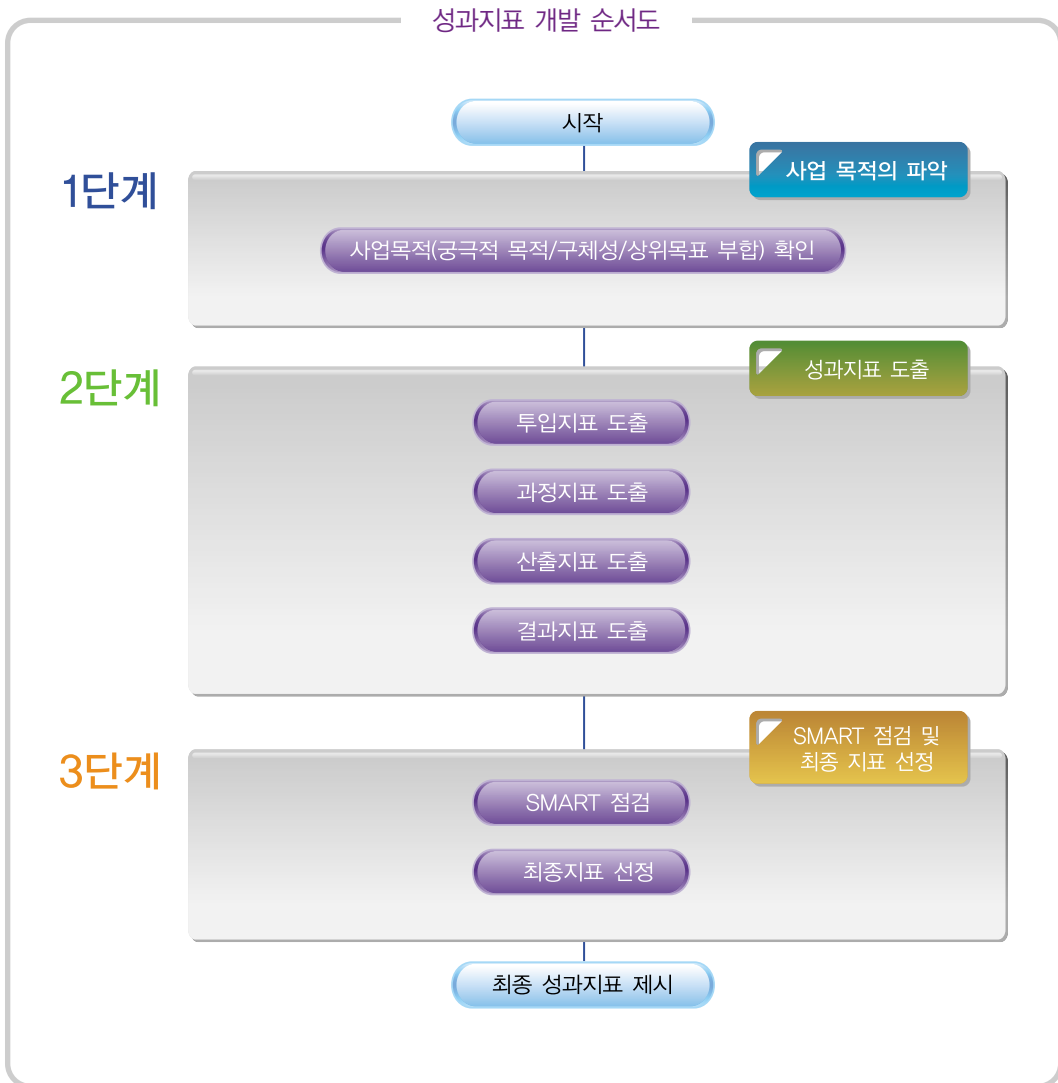 성과지표 개발 순서도
시작
1단계
사업 목적의 파악
사업목적(궁극적 목적/구체성/상위목표 부합) 확인
2단계
성과지표 도출
투입지표 도출
과정지표 도출
산출지표 도출
결과지표 도출
3단계
SMART 점검 및
최종 지표 선정
SMART 점검
최종지표 선정
최종 성과지표 제시